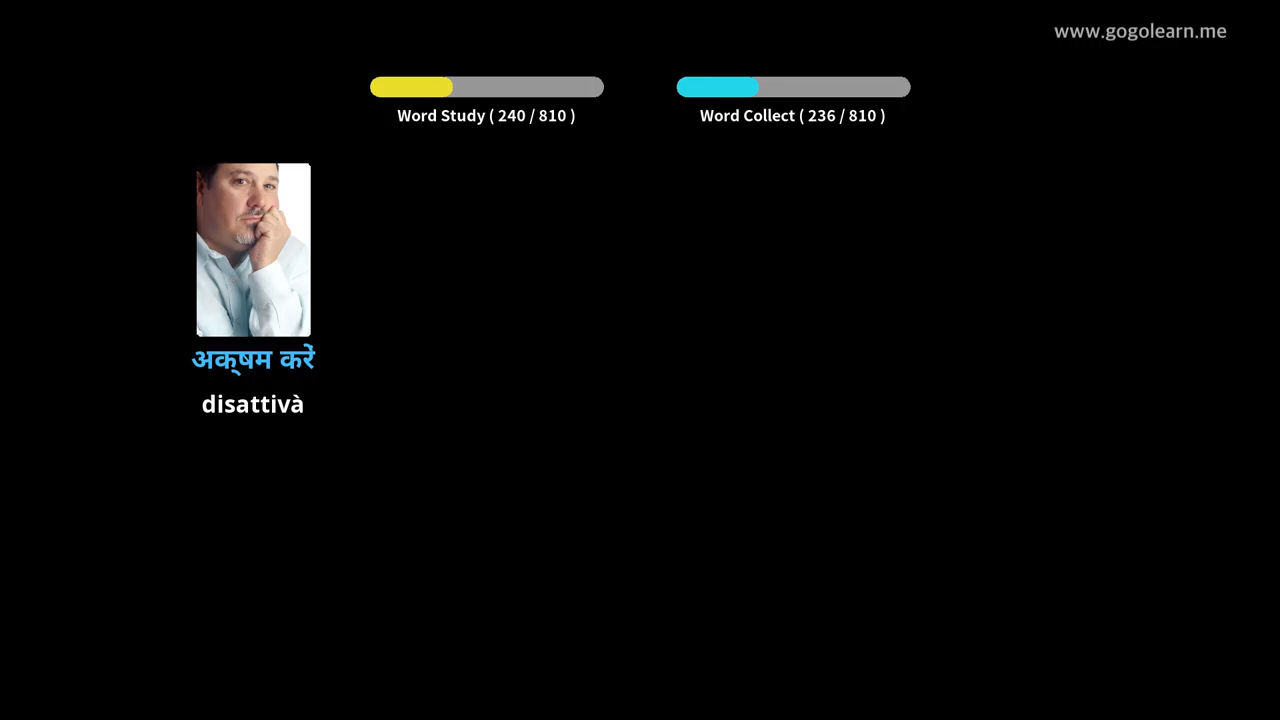 www.gogolearn.me
Word Study ( 240 / 810 )
Word Collect ( 236 / 810 )
अक्षम करें
disattivà